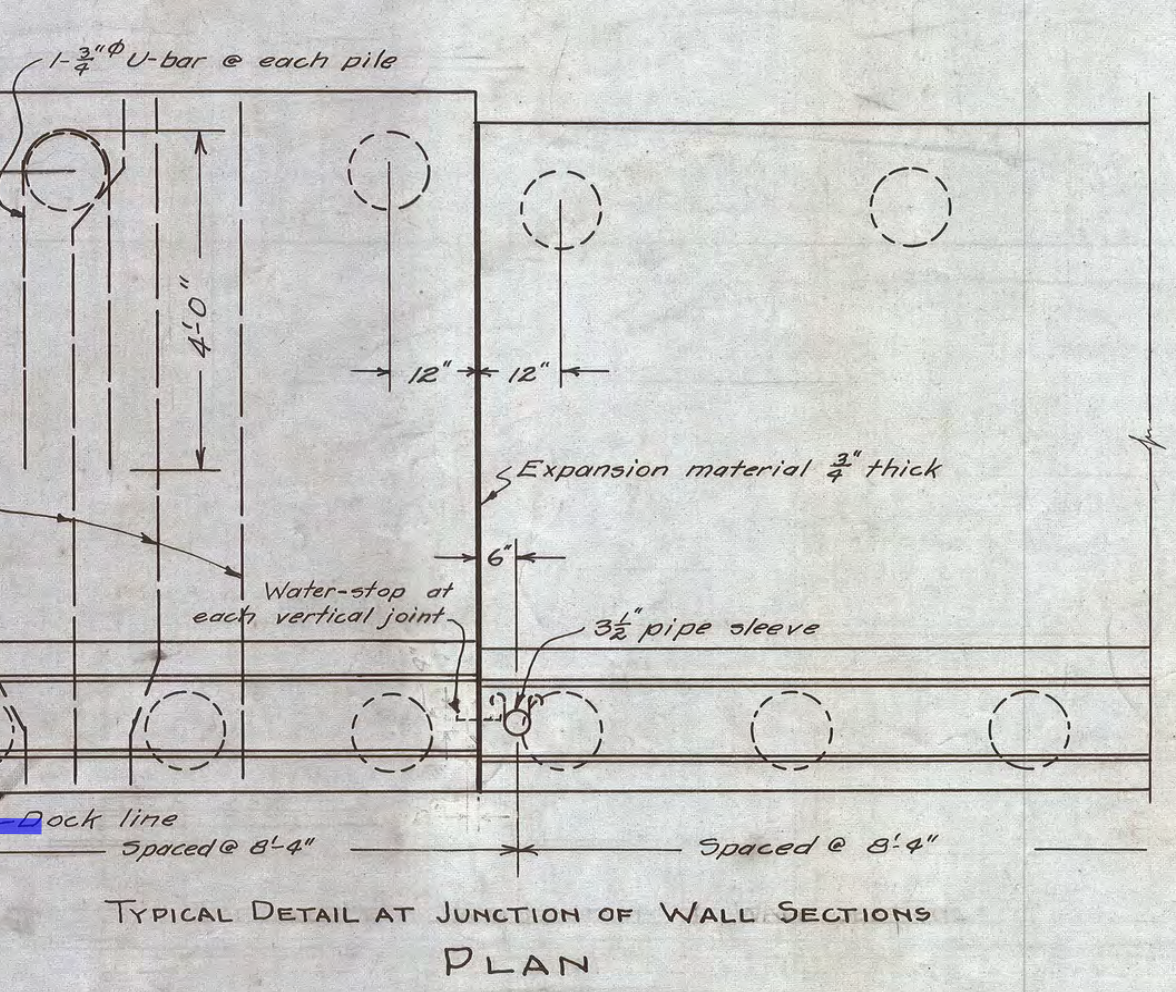 1-3/4"ϕ U-bar @ each pile
4'-0"
12" 12"
Expansion material 3/4" thick
6"
Water-stop at
each vertical joint
3 1/2" pipe sleeve
Dock line
Spaced @ 8'-4" Spaced @ 8'-4"
TYPICAL DETAIL AT JUNCTION OF WALL SECTIONS
PLAN